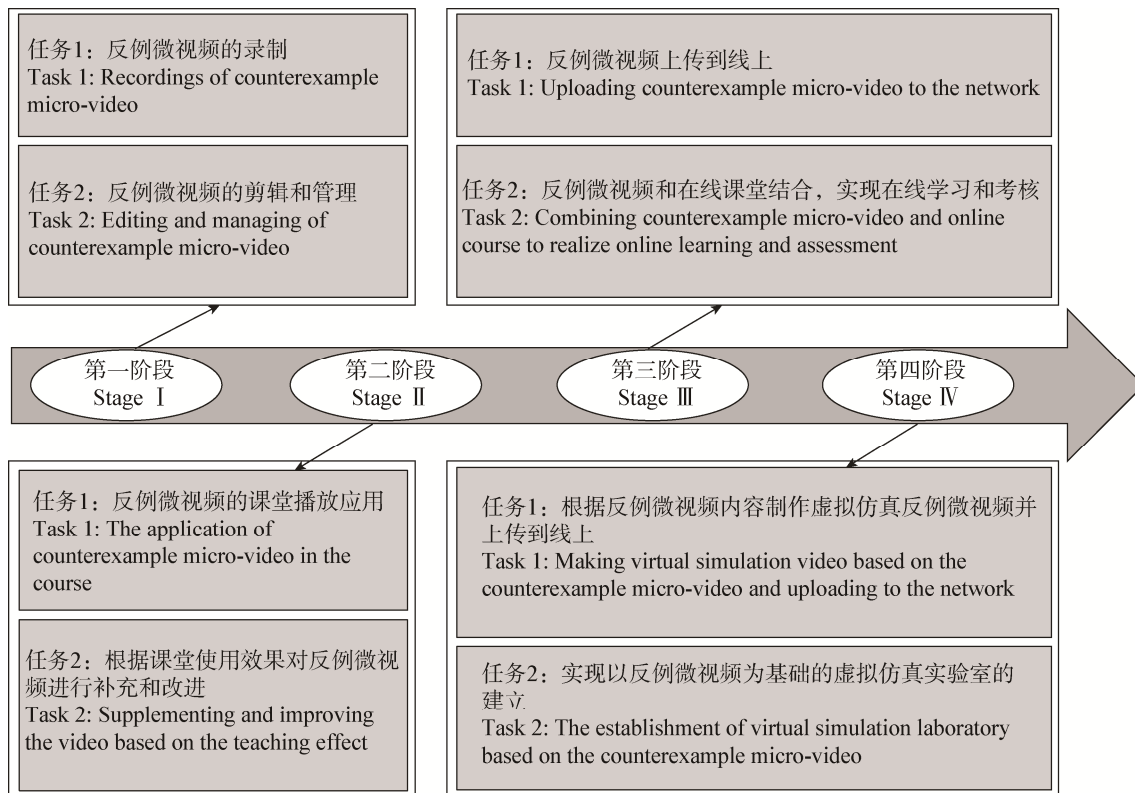 任务1：反例微视频的录制
Task 1: Recordings of counterexample
micro-video
任务2：反例微视频的剪辑和管理
Task 2: Editing and managing of
counterexample micro-video
任务1：反例微视频上传到线上
Task 1: Uploading counterexample micro-video to the network
任务2：反例微视频和在线课堂结合，实现在线学习和考核
Task 2: Combining counterexample micro-video and online
course to realize online learning and assessment
第一阶段
Stage Ⅰ
第二阶段
Stage Ⅱ
第三阶段
Stage Ⅲ
第四阶段
Stage Ⅳ
任务1：反例微视频的课堂播放应用
Task 1: The application of
counterexample micro-video in the
course
任务2：根据课堂使用效果对反例微视
频进行补充和改进
Task 2: Supplementing and improving
the video based on the teaching effect
任务1：根据反例微视频内容制作虚拟仿真反例微视频并
上传到线上
Task 1: Making virtual simulation video based on the
counterexample micro-video and uploading to the network
任务2：实现以反例微视频为基础的虚拟仿真实验室的
建立
Task 2: The establishment of virtual simulation laboratory
based on the counterexample micro-video